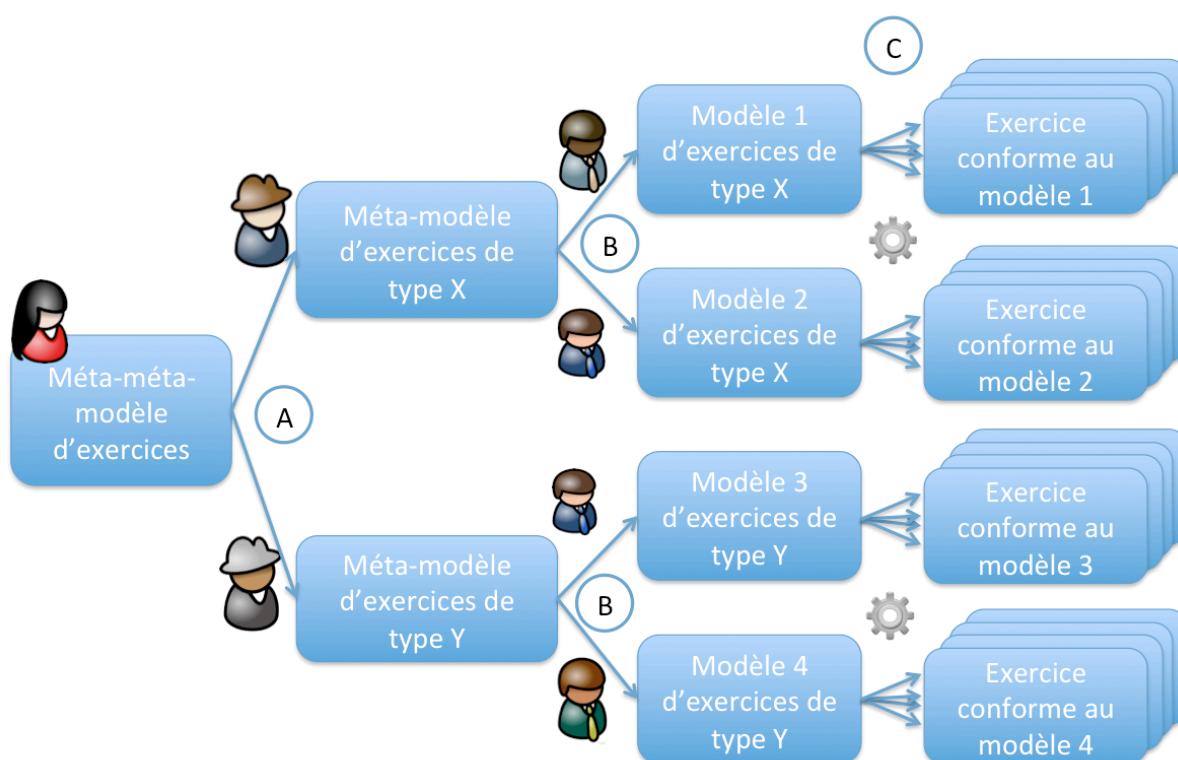 C
Modèle 1
d’exercices de
type X
Exercice
conforme au
modèle 1
Méta-modèle
d’exercices de
type X
B
Modèle 2
d’exercices de
type X
Exercice
conforme au
modèle 2
Méta-méta-
modèle
d’exercices
A
Modèle 3
d’exercices de
type Y
Exercice
conforme au
modèle 3
Méta-modèle
d’exercices de
type Y
B
Modèle 4
d’exercices de
type Y
Exercice
conforme au
modèle 4